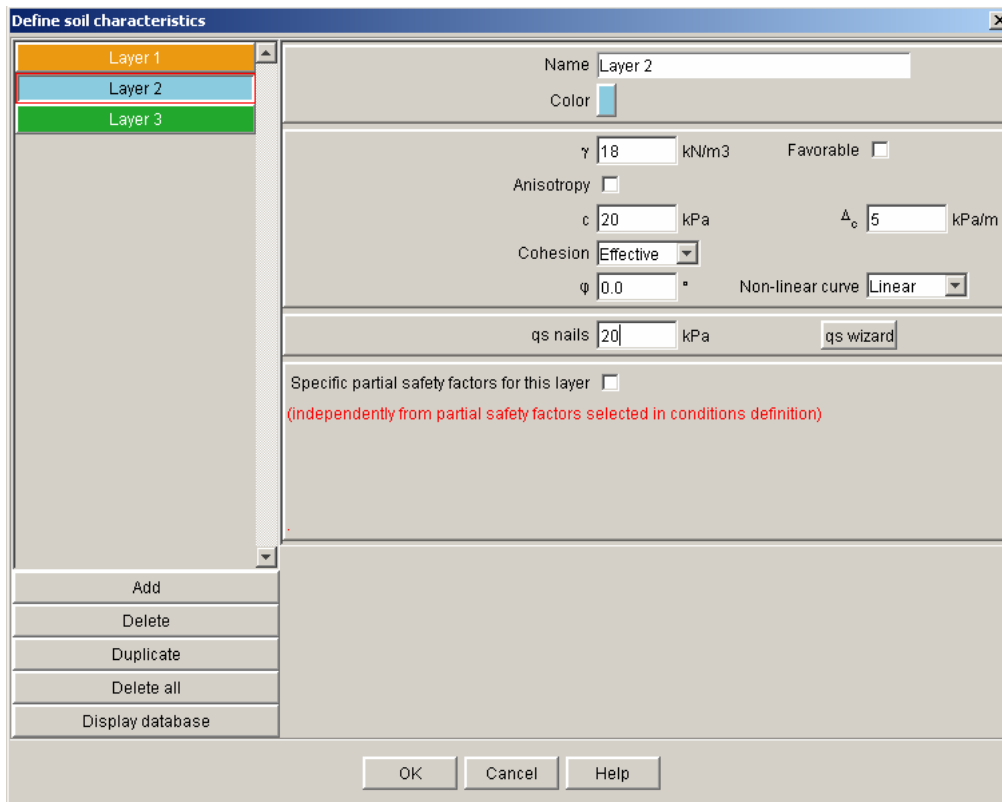 Define soil characteristics
Layer 1
Layer 2
Layer 3
Name Layer 2
Color
γ 18 kN/m3 Favorable
Anisotropy
c 20 kPa Δc 5 kPa/m
Cohesion Effective
φ 0.0 ° Non-linear curve Linear
qs nails 20 kPa qs wizard
Specific partial safety factors for this layer
(independently from partial safety factors selected in conditions definition)
.
Add
Delete
Duplicate
Delete all
Display database
OK Cancel Help